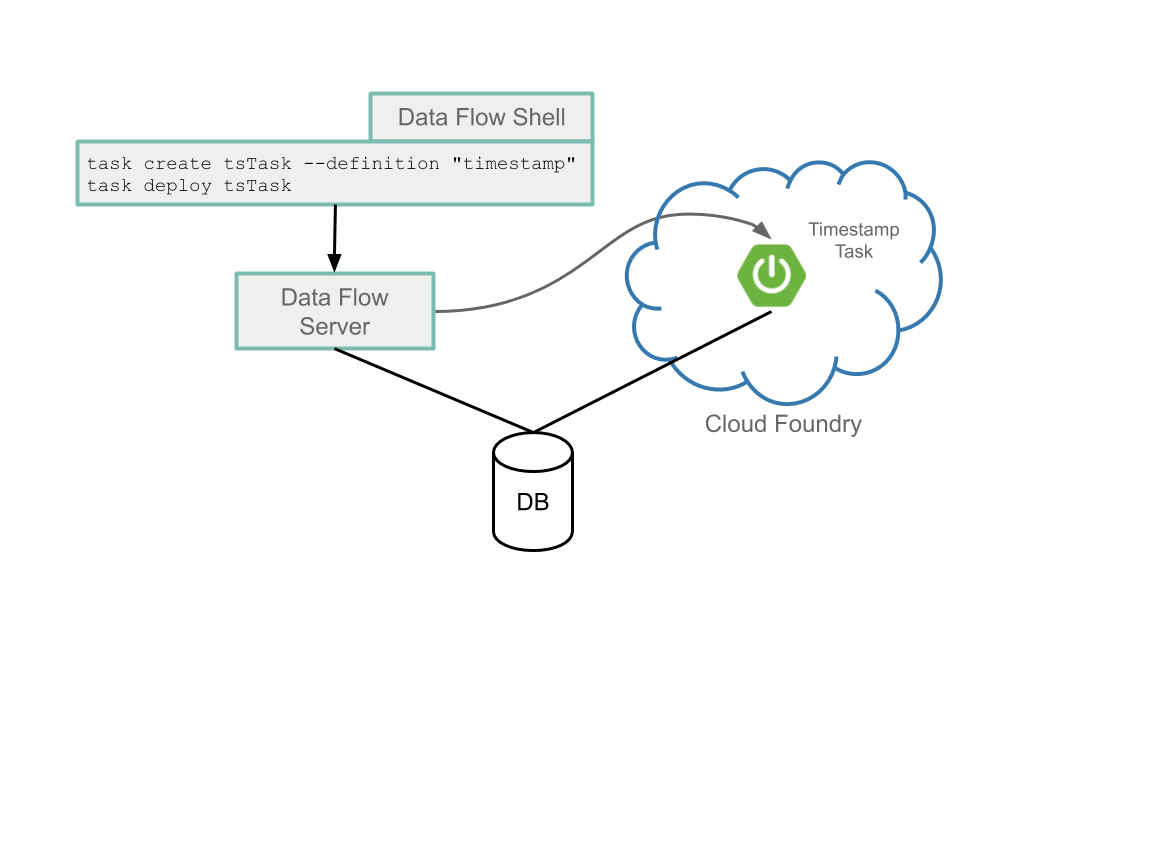 Data Flow Shell
task create tsTask --definition "timestamp"
task deploy tsTask
Timestamp
Task
Data Flow
Server
Cloud Foundry
DB